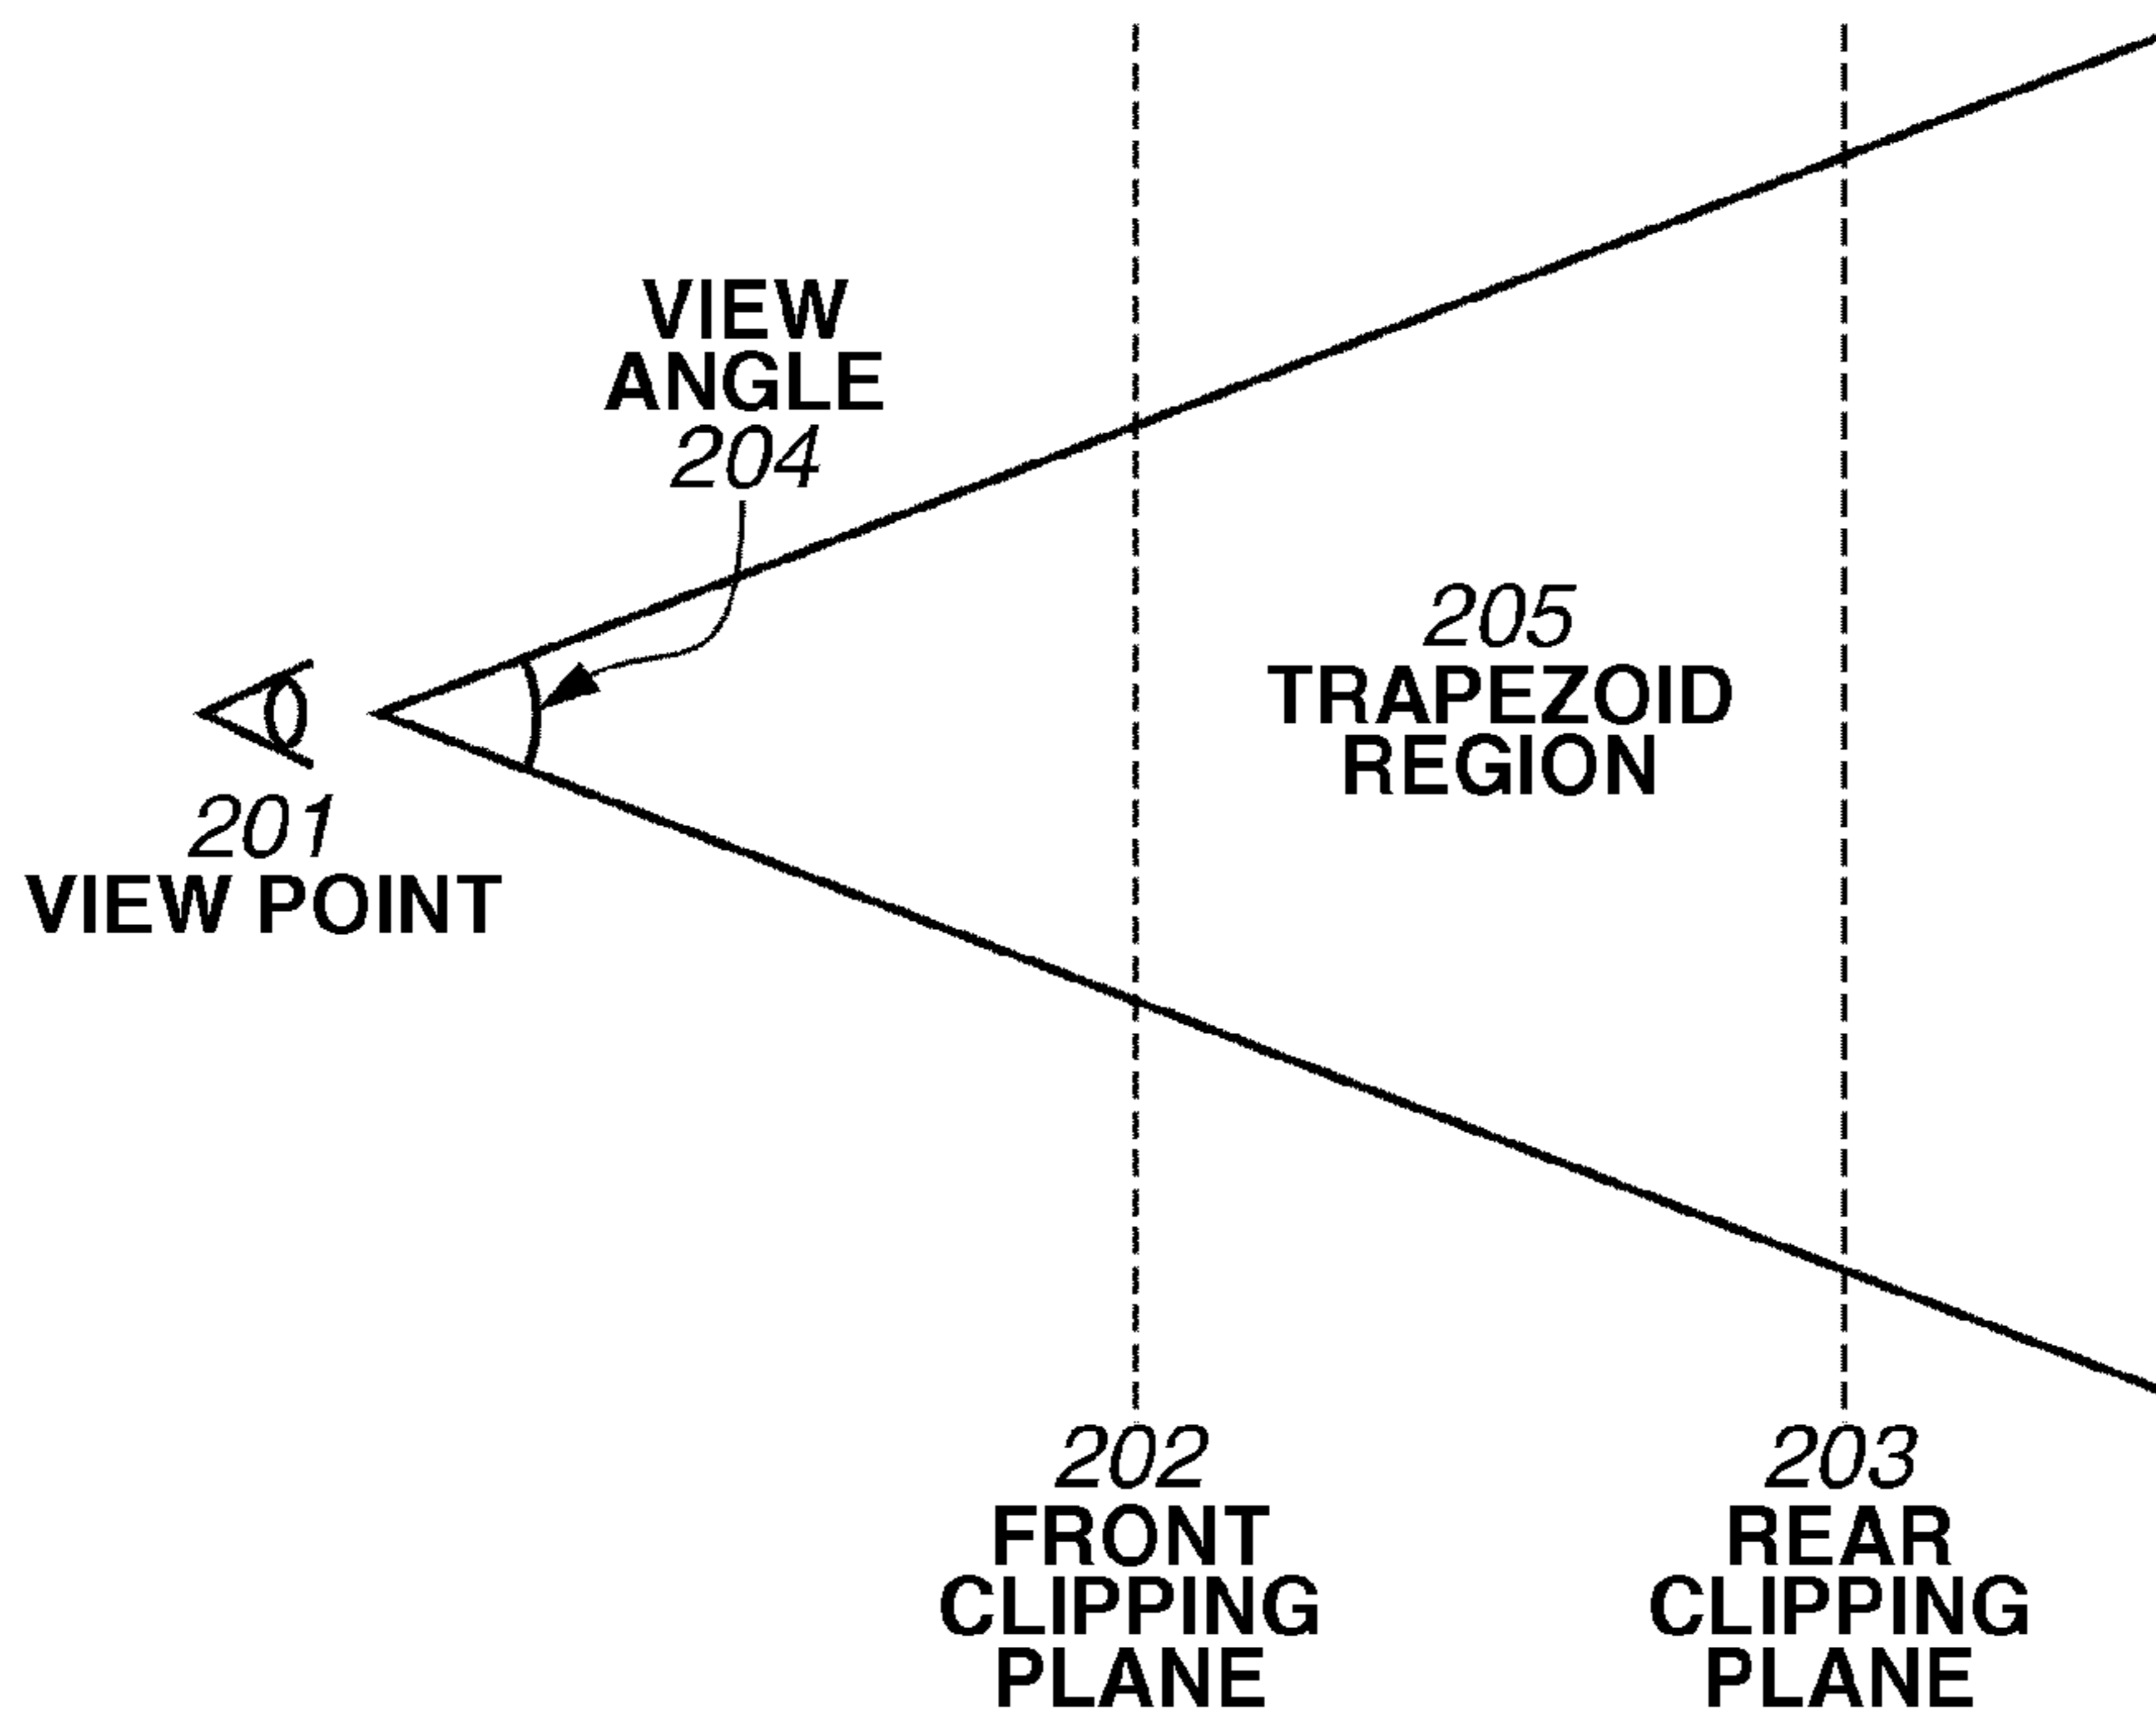 VIEW
ANGLE
204
205
TRAPEZOID
REGION
201
VIEW POINT
202
FRONT
CLIPPING
PLANE
203
REAR
CLIPPING
PLANE